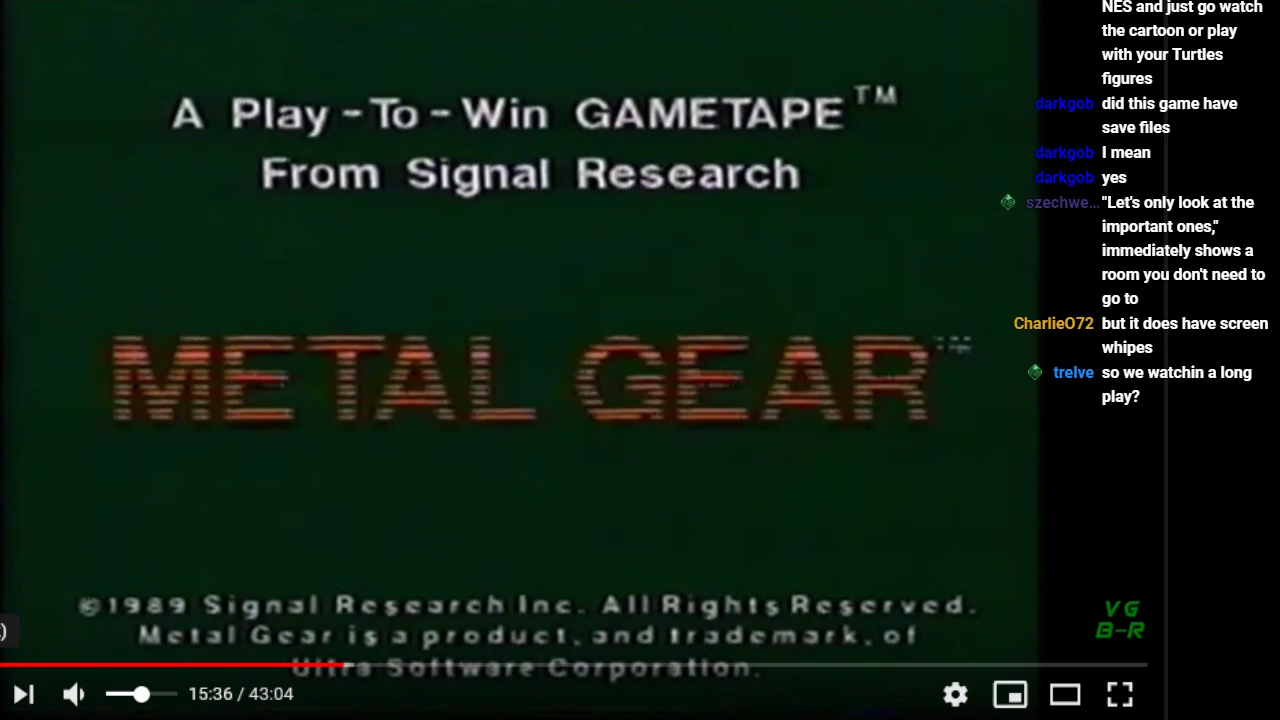 A Play-To-Win GAMETAPE™
From Signal Research
METAL GEAR™
©1989 Signal Research Inc. All Rights Reserved.
Metal Gear is a product, and trademark, of
Ultra Software Corporation.
)
15:36 / 43:04
NES and just go watch
the cartoon or play
with your Turtles
figures
darkgob did this game have
save files
darkgob I mean
darkgob yes
szechwe... "Let's only look at the
important ones,"
immediately shows a
room you don't need to
go to
CharlieO72 but it does have screen
whipes
trelve so we watchin a long
play?
VG
B-R